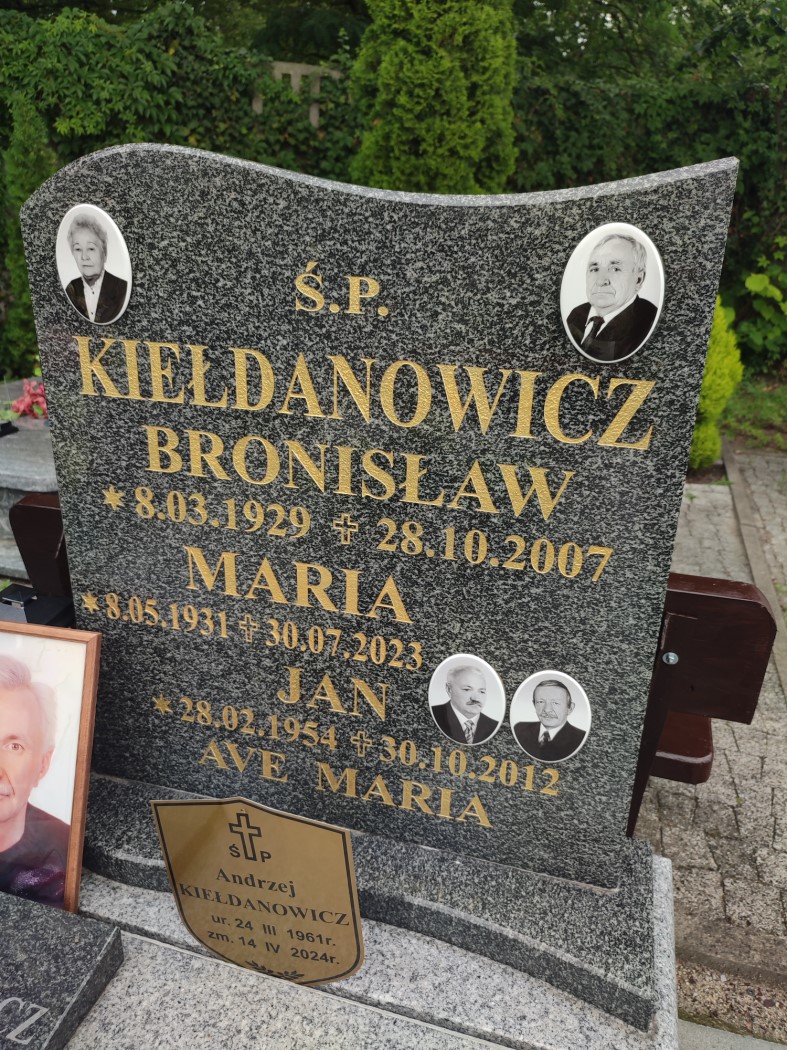 Ś.P.
KIEŁDANOWICZ
BRONISŁAW
8.03.1929 28.10.2007
MARIA
8.05.1931 30.07.2023
JAN
28.02.1954 30.10.2012
AVE MARIA
Ś P
Andrzej
KIEŁDANOWICZ
ur. 24 III 1961r.
zm. 14 IV 2024r.